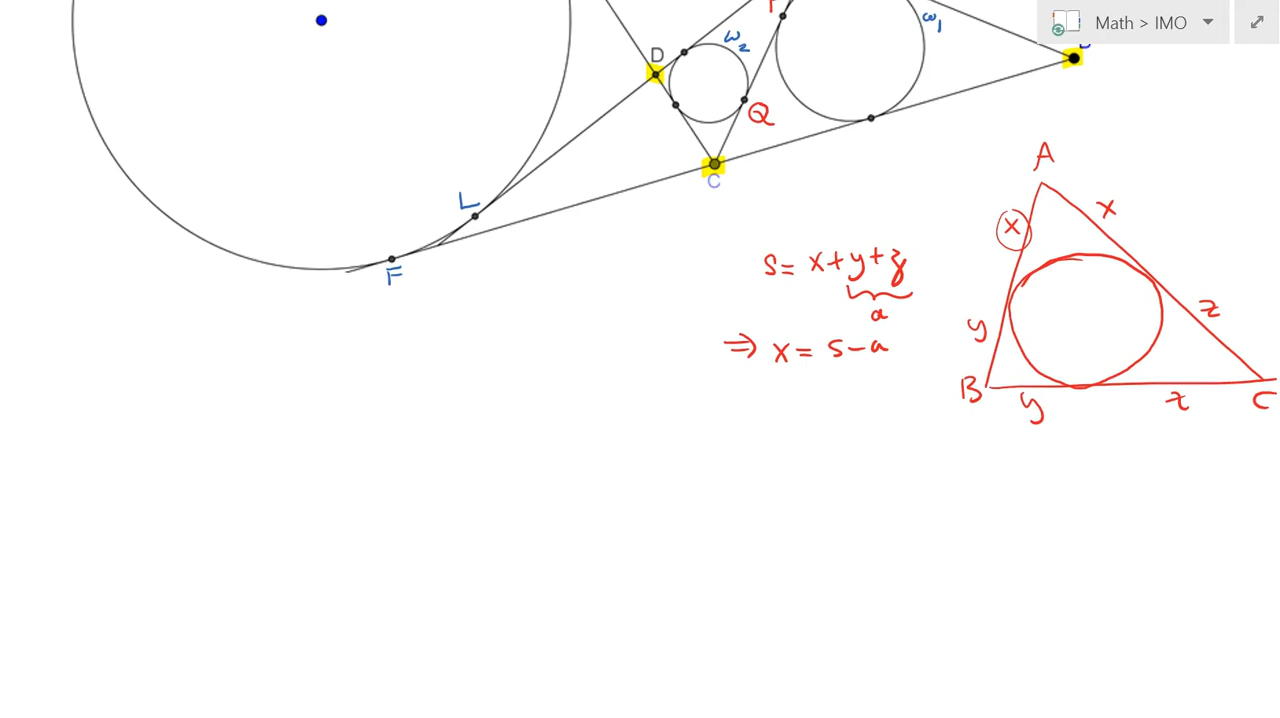 Math > IMO
ω₁
ω₂
D
Q
C
L
F
A
x
x
S = x + y + z
a
⇒ x = S - a
y
z
B
y
z
C